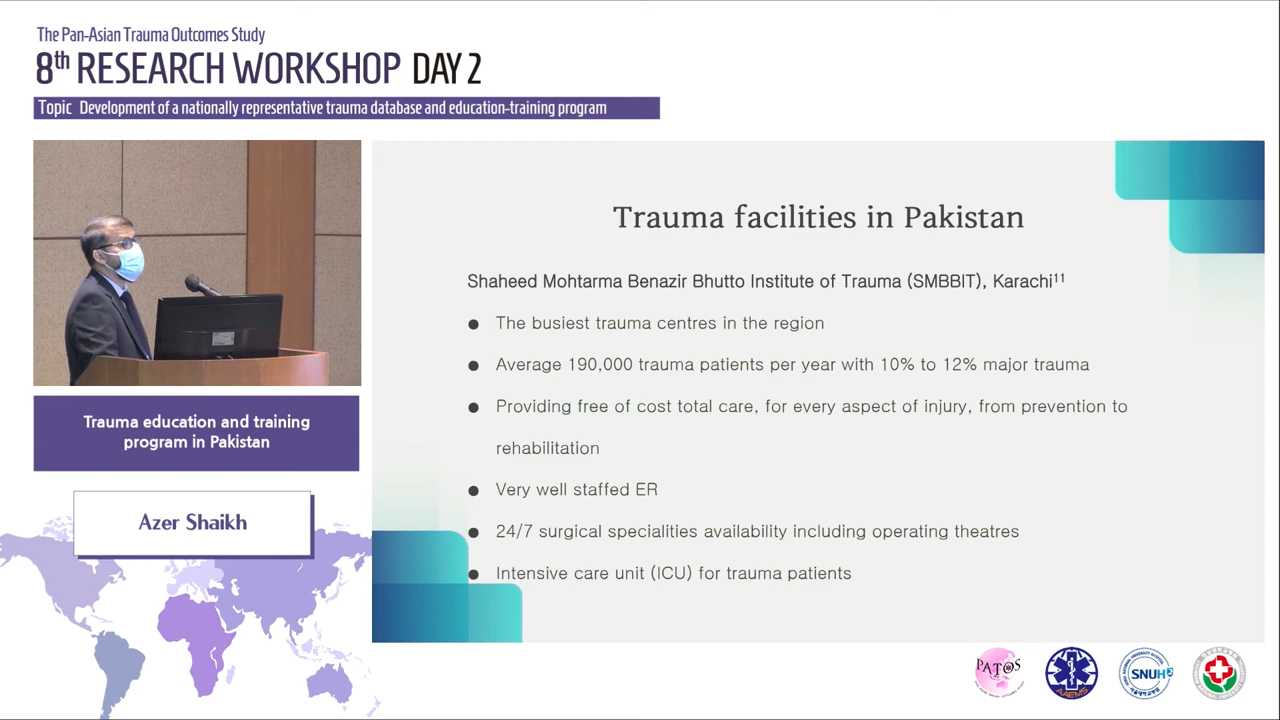 The Pan-Asian Trauma Outcomes Study
8th RESEARCH WORKSHOP DAY 2
Topic Development of a nationally representative trauma database and education-training program
Trauma education and training
program in Pakistan
Azer Shaikh
Trauma facilities in Pakistan
Shaheed Mohtarma Benazir Bhutto Institute of Trauma (SMBBIT), Karachi11
● The busiest trauma centres in the region
● Average 190,000 trauma patients per year with 10% to 12% major trauma
● Providing free of cost total care, for every aspect of injury, from prevention to
rehabilitation
● Very well staffed ER
● 24/7 surgical specialities availability including operating theatres
● Intensive care unit (ICU) for trauma patients
PATOS
AAEMS
SNUH